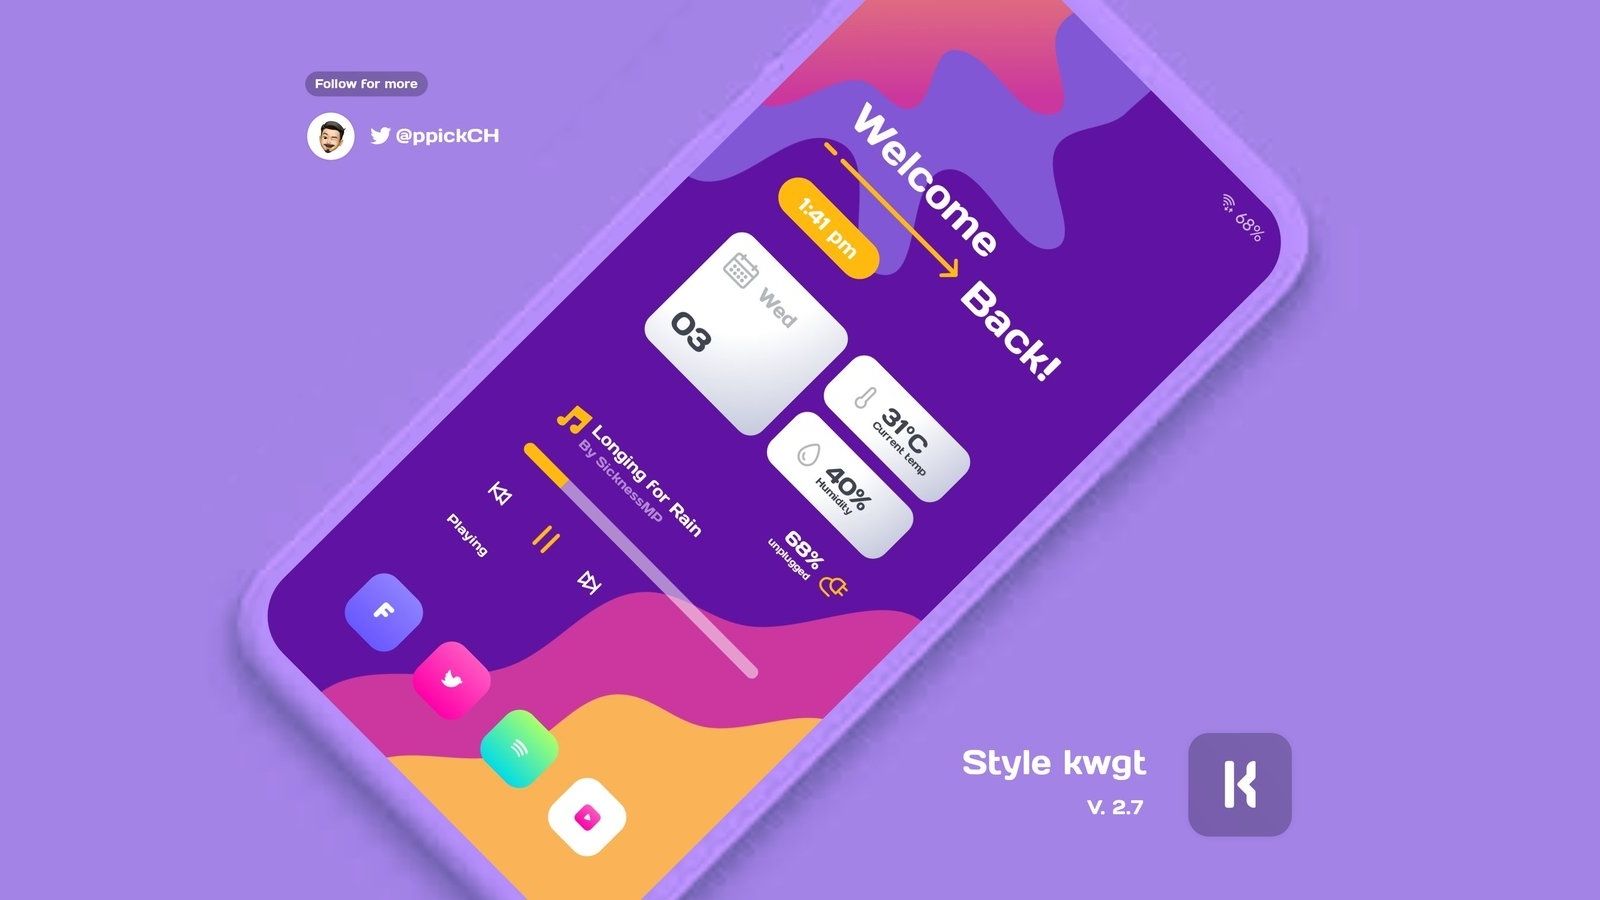 Follow for more
@ppickCH
68%
Welcome
Back!
1:41 pm
Wed
03
31°C
Current temp
40%
Humidity
68%
unplugged
Longing for Rain
By SicknessMP
Playing
F
Style kwgt
V. 2.7
K